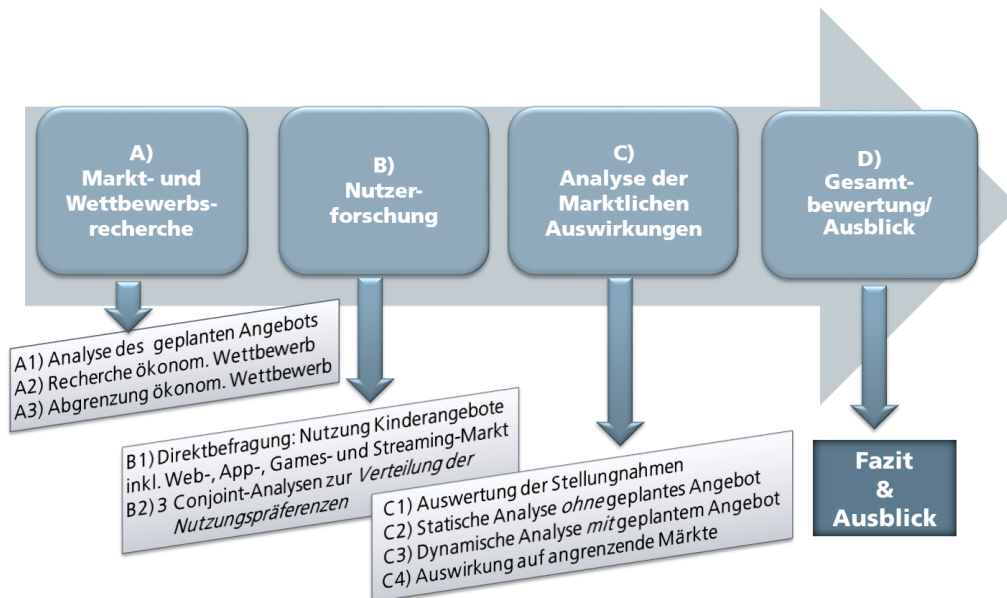 A)
Markt- und
Wettbewerbs-
recherche
B)
Nutzer-
forschung
C)
Analyse der
Marktlichen
Auswirkungen
D)
Gesamt-
bewertung/
Ausblick
A1) Analyse des geplanten Angebots
A2) Recherche ökonom. Wettbewerb
A3) Abgrenzung ökonom. Wettbewerb
B1) Direktbefragung: Nutzung Kinderangebote
inkl. Web-, App-, Games- und Streaming-Markt
B2) 3 Conjoint-Analysen zur Verteilung der
Nutzungspräferenzen
C1) Auswertung der Stellungnahmen
C2) Statische Analyse ohne geplantes Angebot
C3) Dynamische Analyse mit geplantem Angebot
C4) Auswirkung auf angrenzende Märkte
Fazit
&
Ausblick